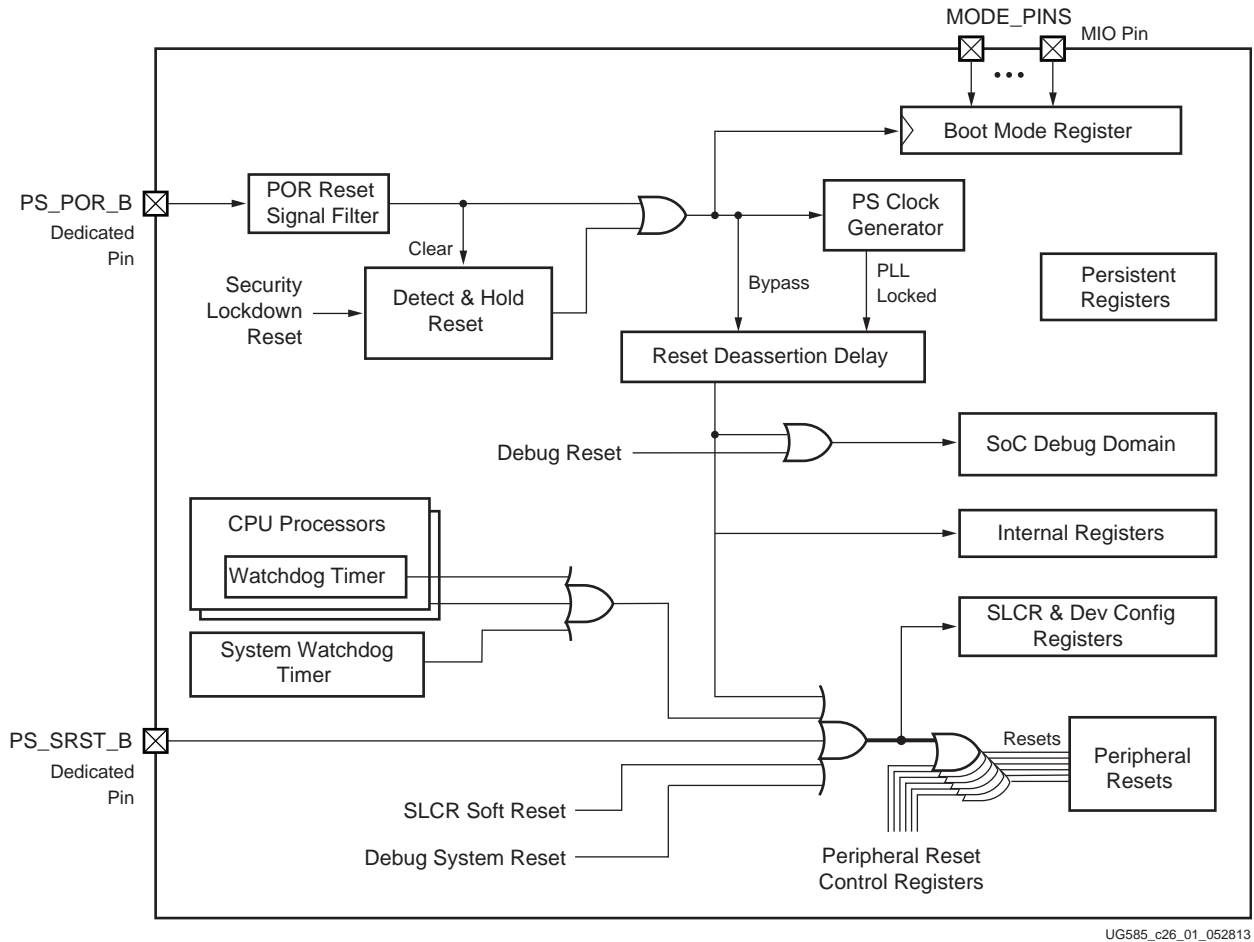 MODE_PINS
MIO Pin
Boot Mode Register
PS_POR_B
Dedicated
Pin
POR Reset
Signal Filter
PS Clock
Generator
Clear
Security
Lockdown
Reset
Detect & Hold
Reset
Bypass
PLL
Locked
Persistent
Registers
Reset Deassertion Delay
Debug Reset
SoC Debug Domain
CPU Processors
Watchdog Timer
Internal Registers
System Watchdog
Timer
SLCR & Dev Config
Registers
PS_SRST_B
Dedicated
Pin
Resets
Peripheral
Resets
SLCR Soft Reset
Debug System Reset
Peripheral Reset
Control Registers
UG585_c26_01_052813